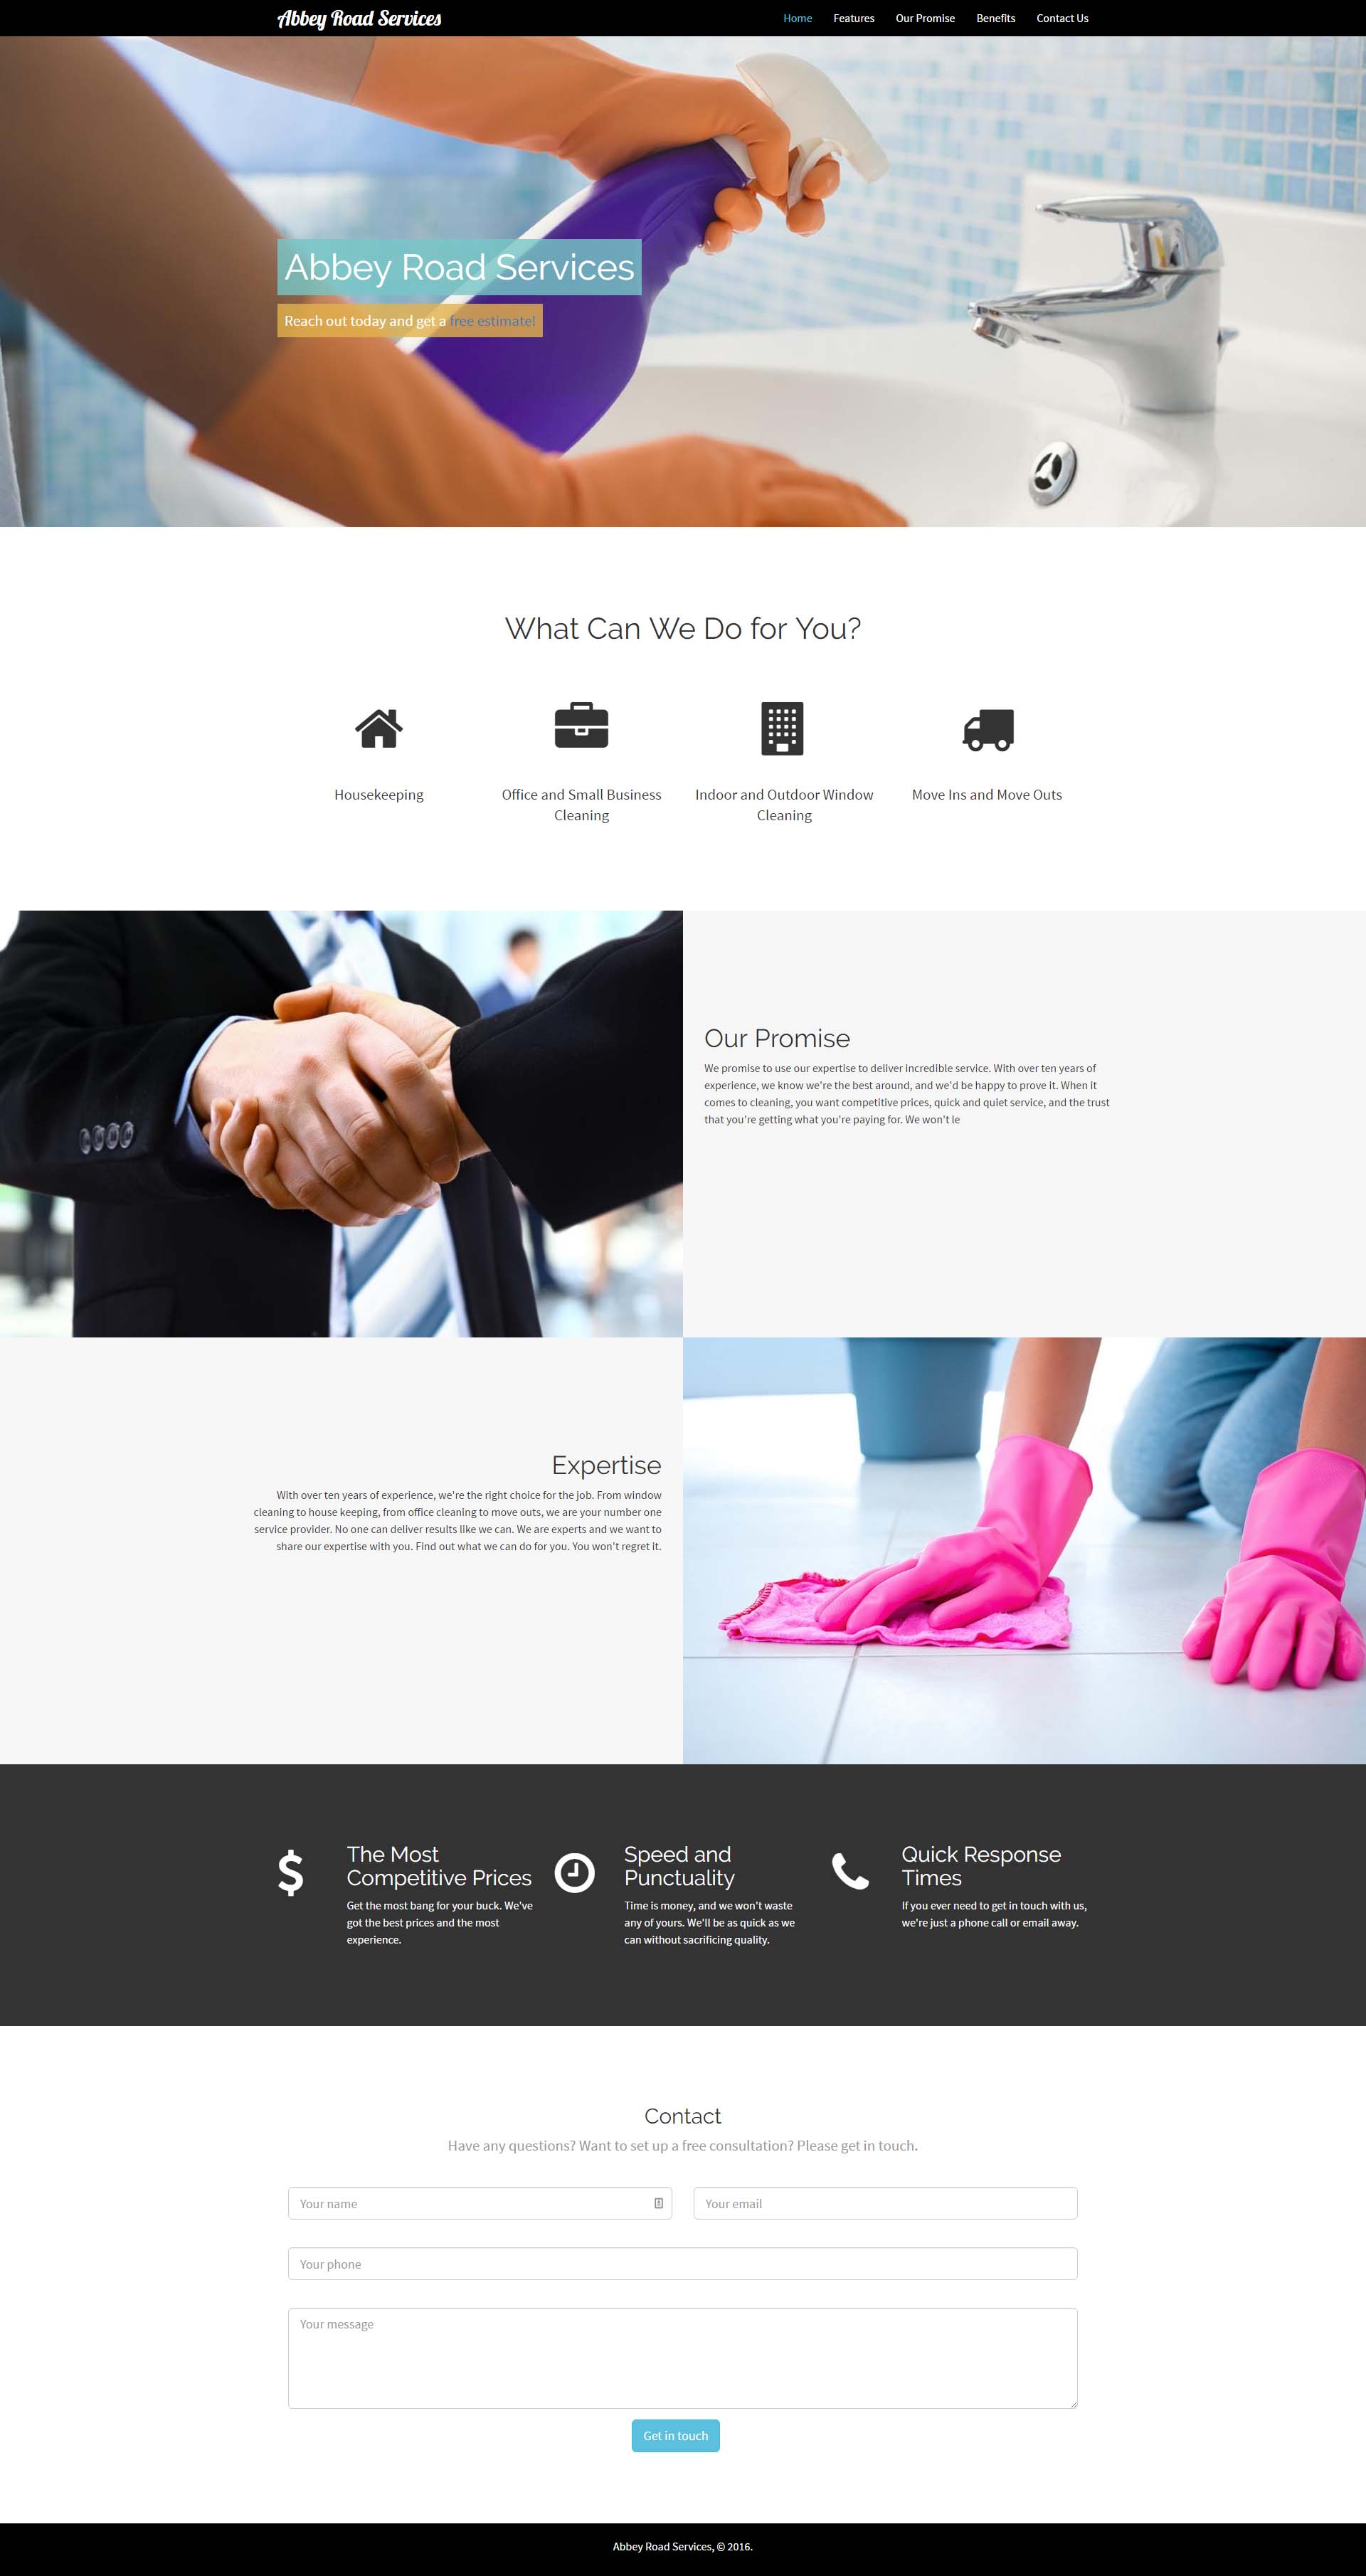 Abbey Road Services
Home Features Our Promise Benefits Contact Us
Abbey Road Services
Reach out today and get a free estimate!
What Can We Do for You?
Housekeeping
Office and Small Business
Cleaning
Indoor and Outdoor Window
Cleaning
Move Ins and Move Outs
Our Promise
We promise to use our expertise to deliver incredible service. With over ten years of
experience, we know we're the best around, and we'd be happy to prove it. When it
comes to cleaning, you want competitive prices, quick and quiet service, and the trust
that you're getting what you're paying for. We won't le
Expertise
With over ten years of experience, we're the right choice for the job. From window
cleaning to house keeping, from office cleaning to move outs, we are your number one
service provider. No one can deliver results like we can. We are experts and we want to
share our expertise with you. Find out what we can do for you. You won't regret it.
The Most
Competitive Prices
Get the most bang for your buck. We've
got the best prices and the most
experience.
Speed and
Punctuality
Time is money, and we won't waste
any of yours. We'll be as quick as we
can without sacrificing quality.
Quick Response
Times
If you ever need to get in touch with us,
we're just a phone call or email away.
Contact
Have any questions? Want to set up a free consultation? Please get in touch.
Your name
Your email
Your phone
Your message
Get in touch
Abbey Road Services, © 2016.